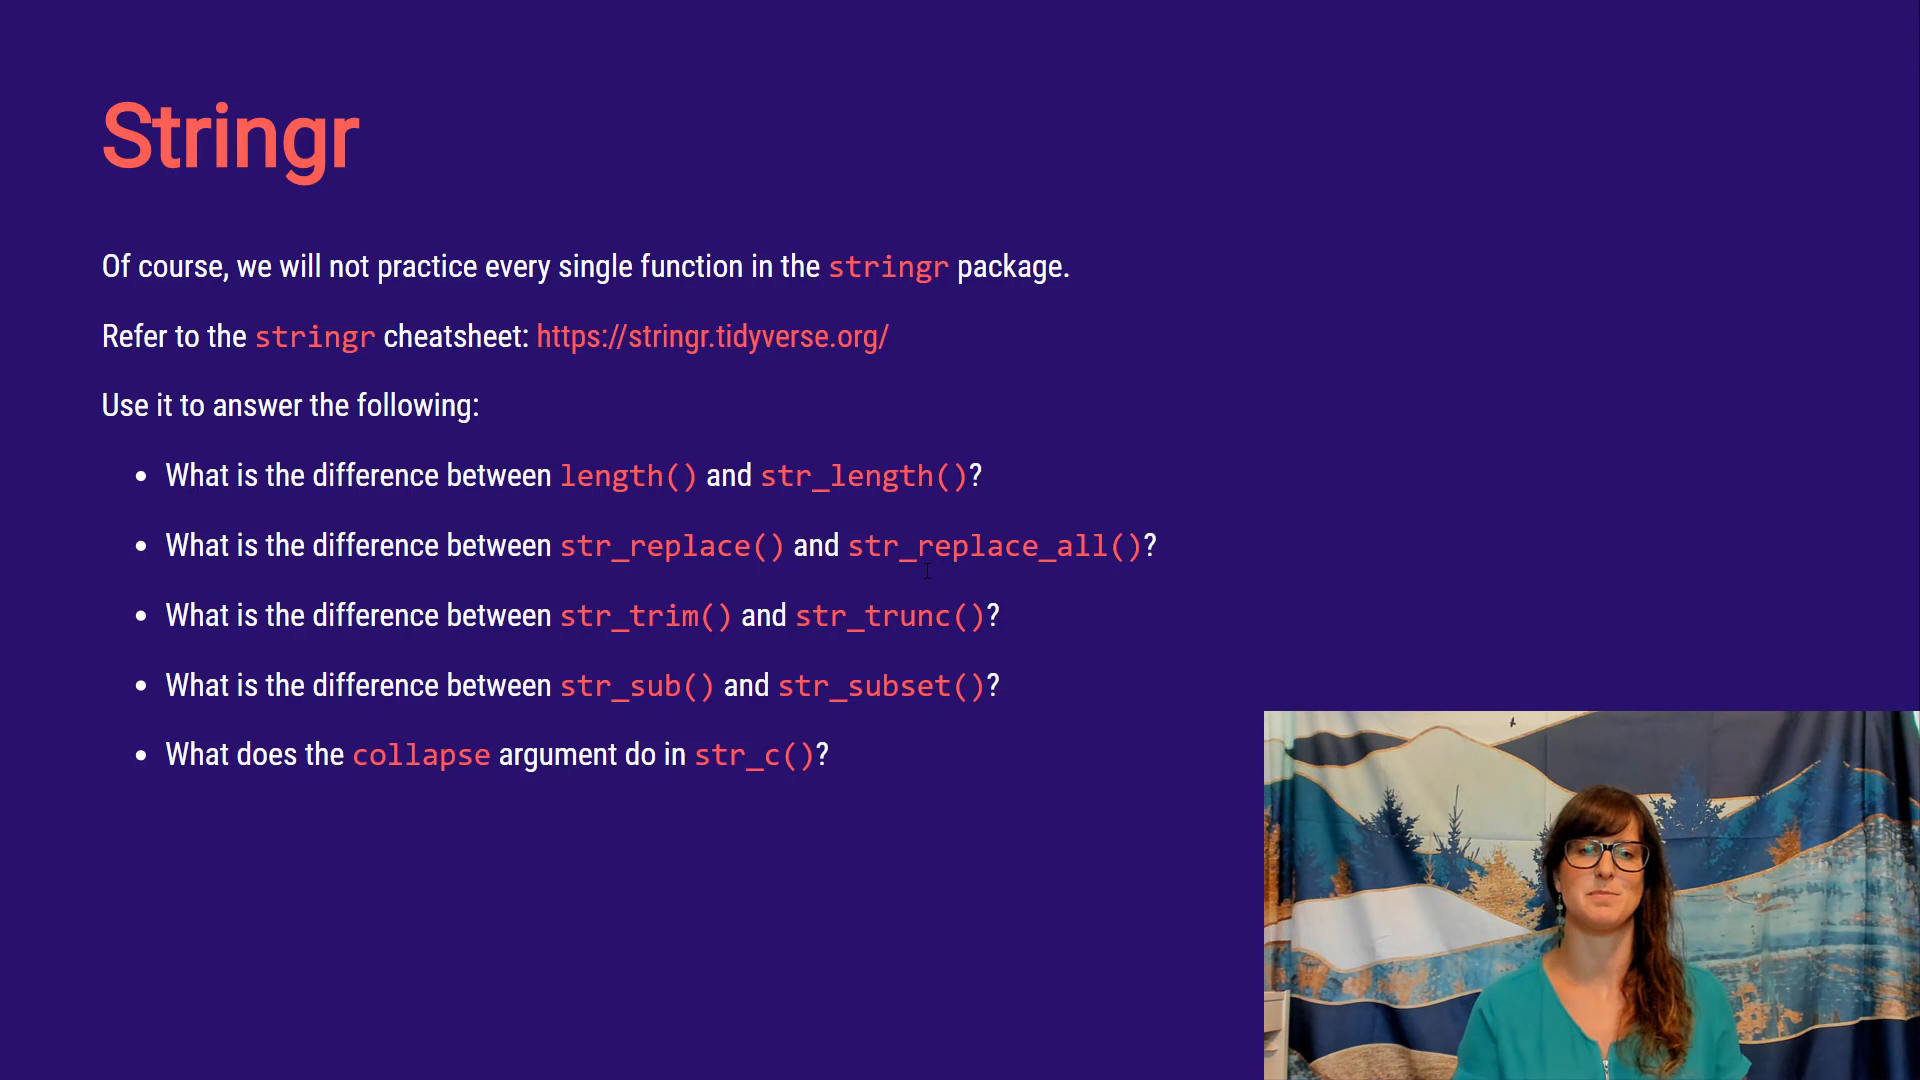 Stringr
Of course, we will not practice every single function in the stringr package.
Refer to the stringr cheatsheet: https://stringr.tidyverse.org/
Use it to answer the following:
• What is the difference between length() and str_length()?
• What is the difference between str_replace() and str_replace_all()?
• What is the difference between str_trim() and str_trunc()?
• What is the difference between str_sub() and str_subset()?
• What does the collapse argument do in str_c()?